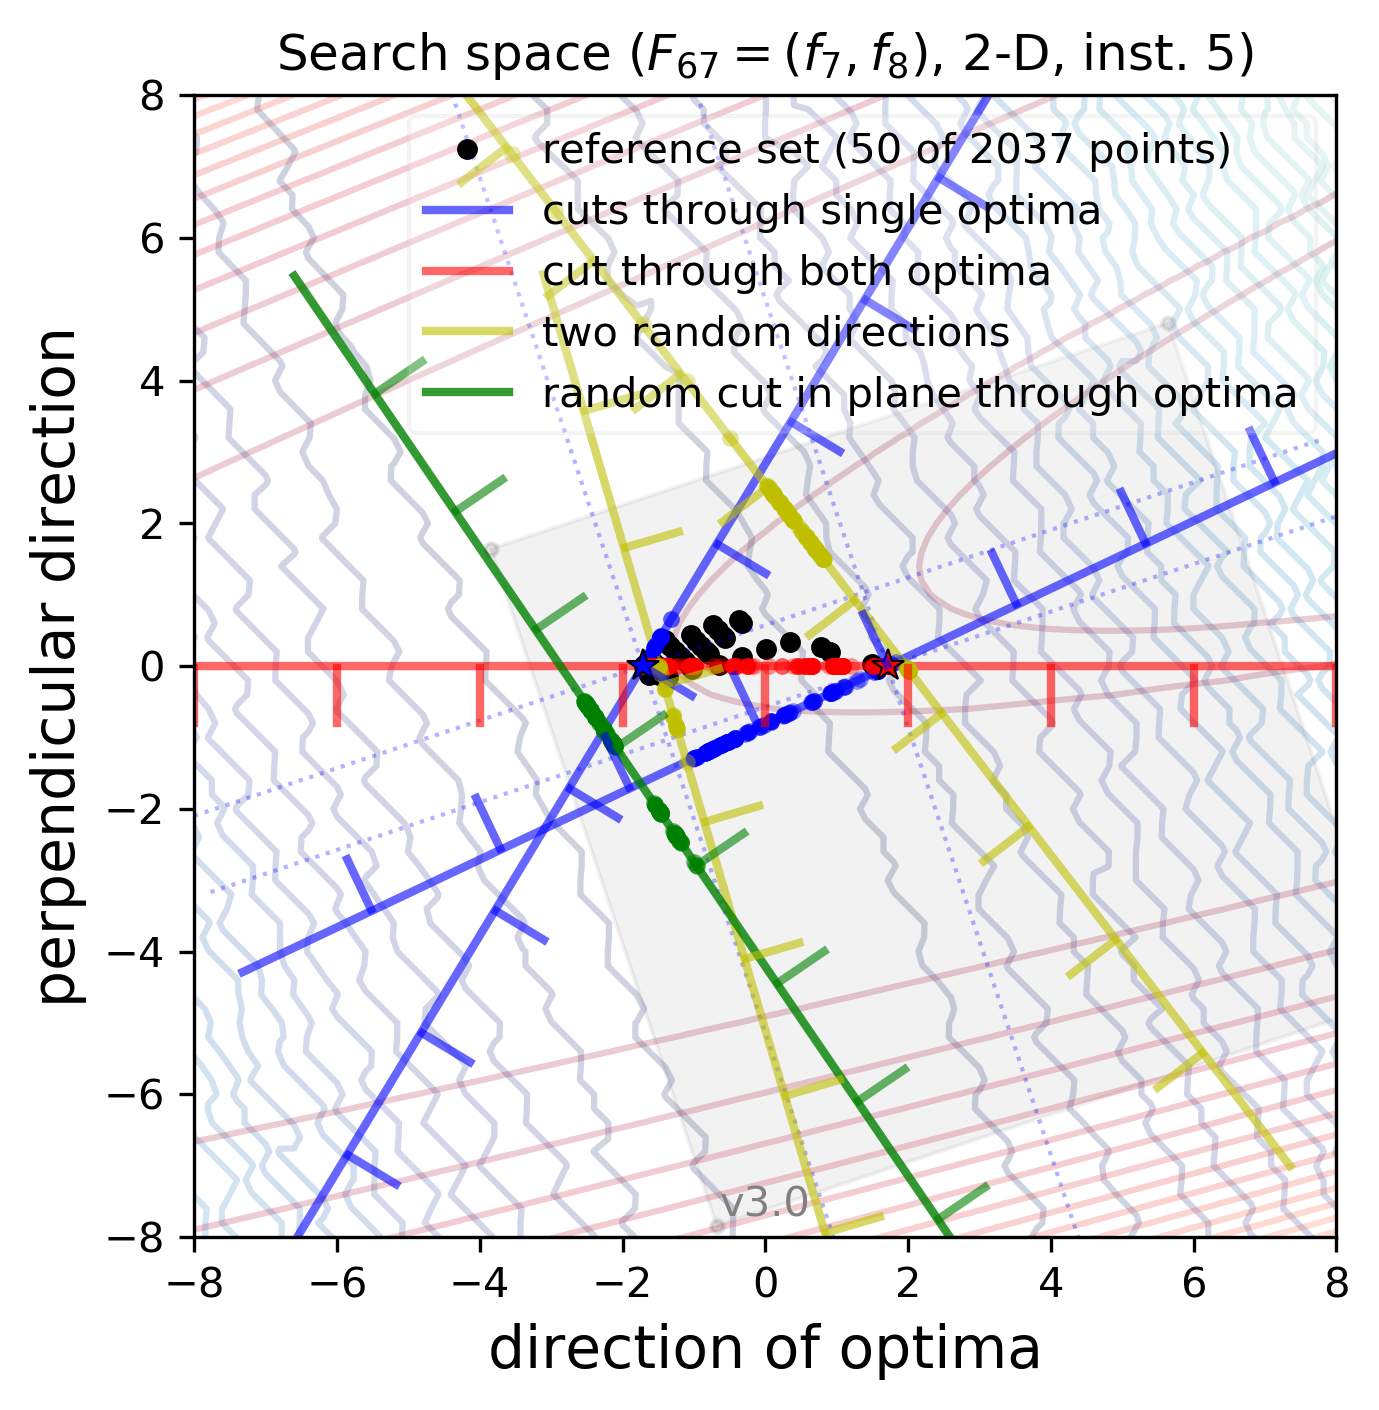 Search space (F₆₇ = (f₇, f₈), 2-D, inst. 5)
reference set (50 of 2037 points)
cuts through single optima
cut through both optima
two random directions
random cut in plane through optima
8
6
4
2
0
−2
−4
−6
−8
perpendicular direction
v3.0
−8 −6 −4 −2 0 2 4 6 8
direction of optima